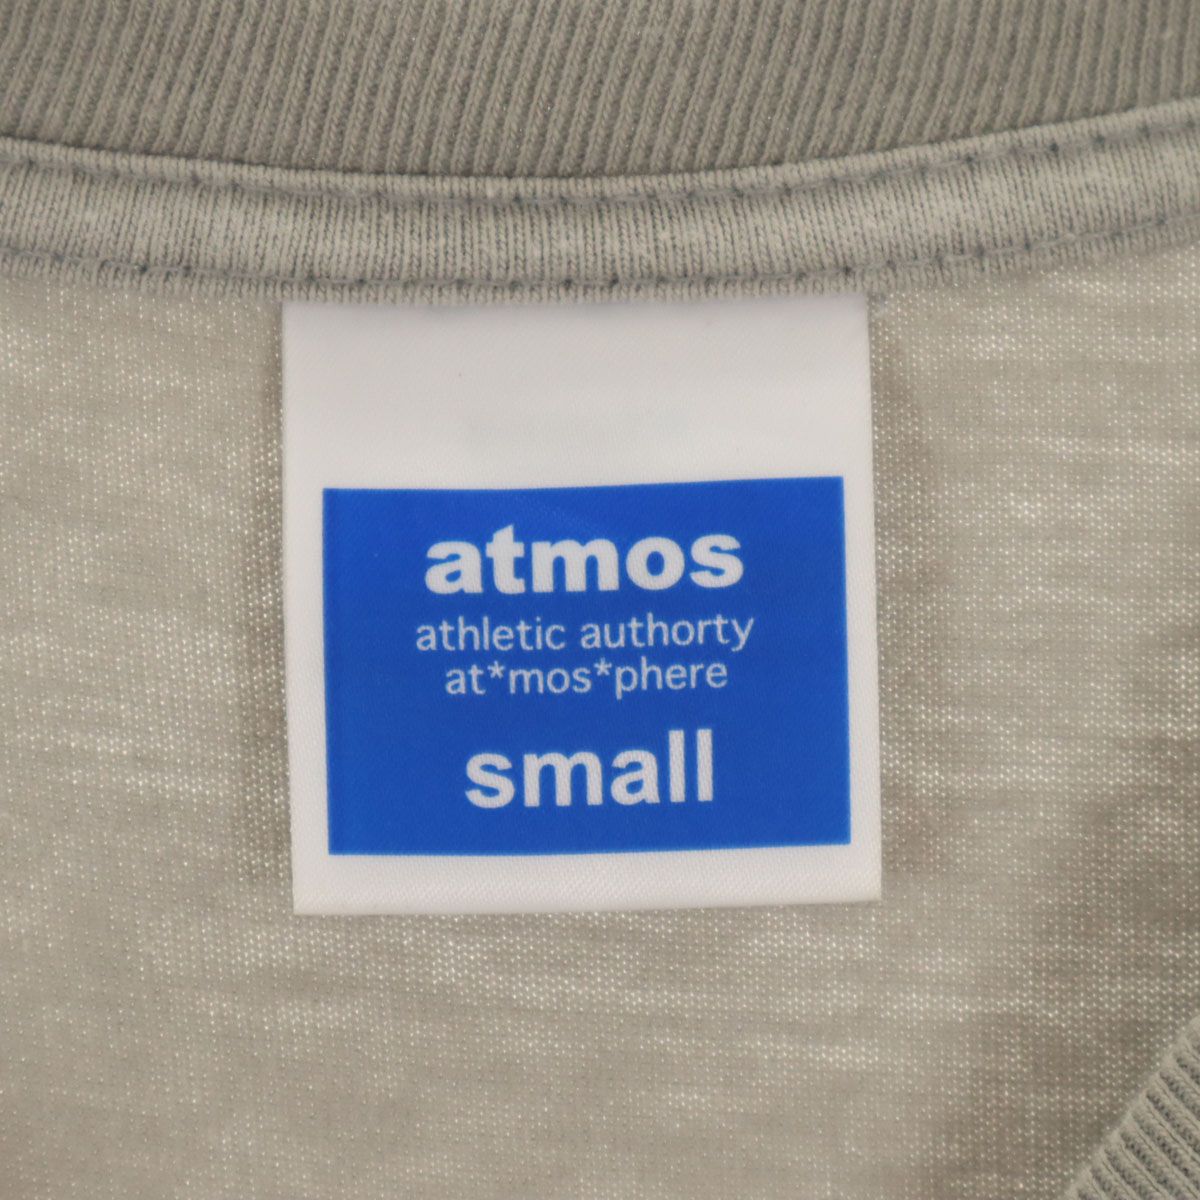 atmos
athletic authorty
at*mos*phere
small